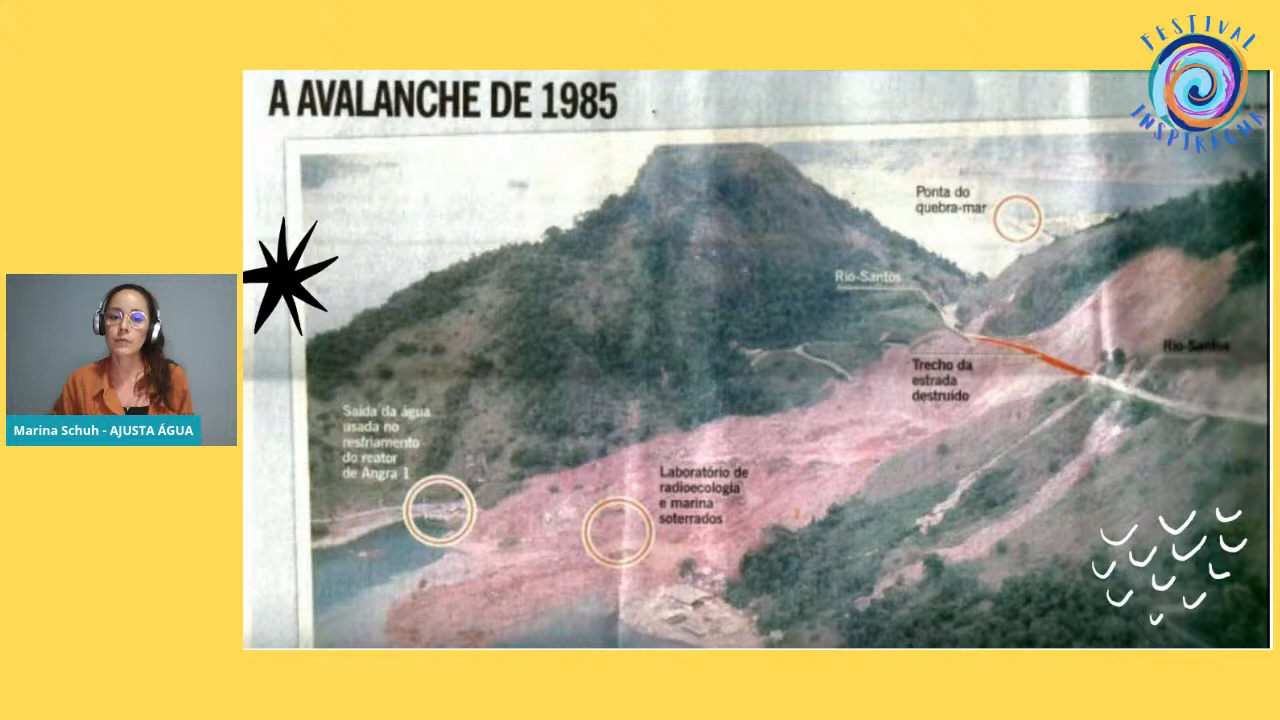 FESTIVAL
INSPIRAÇÃO
A AVALANCHE DE 1985
Ponta do
quebra-mar
Rio-Santos
Rio-Santos
Trecho da
estrada
destruído
Saída da água
usada no
resfriamento
do reator
de Angra 1
Laboratório de
radioecologia
e marina
soterrados
Marina Schuh - AJUSTA ÁGUA